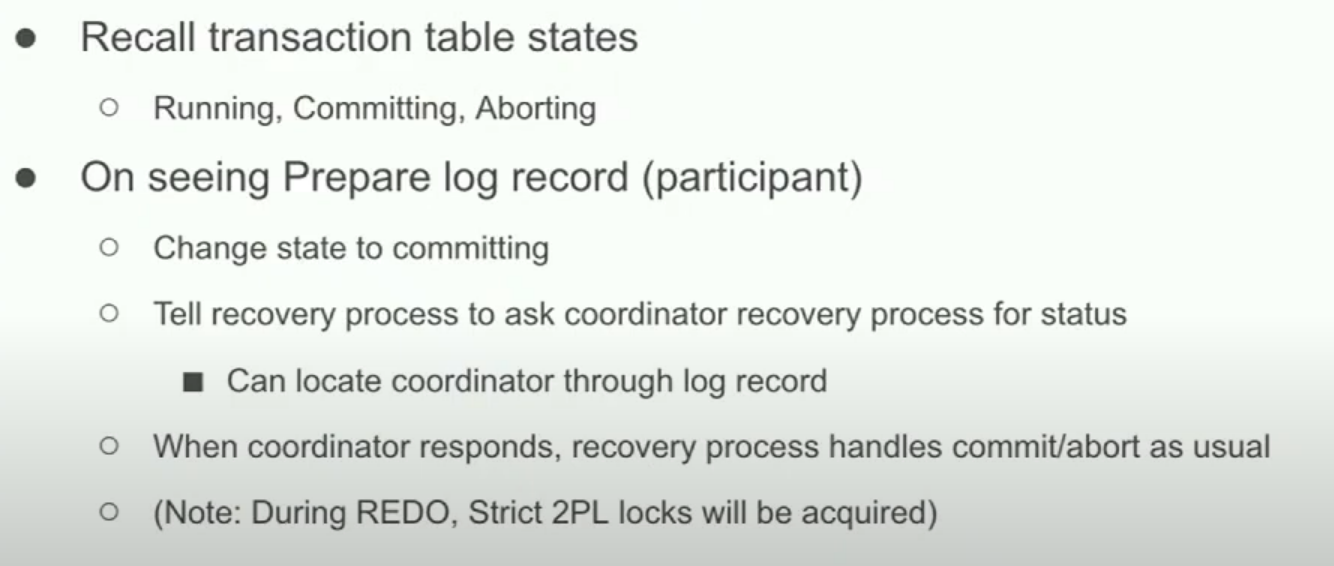 Recall transaction table states
Running, Committing, Aborting
On seeing Prepare log record (participant)
Change state to committing
Tell recovery process to ask coordinator recovery process for status
Can locate coordinator through log record
When coordinator responds, recovery process handles commit/abort as usual
(Note: During REDO, Strict 2PL locks will be acquired)